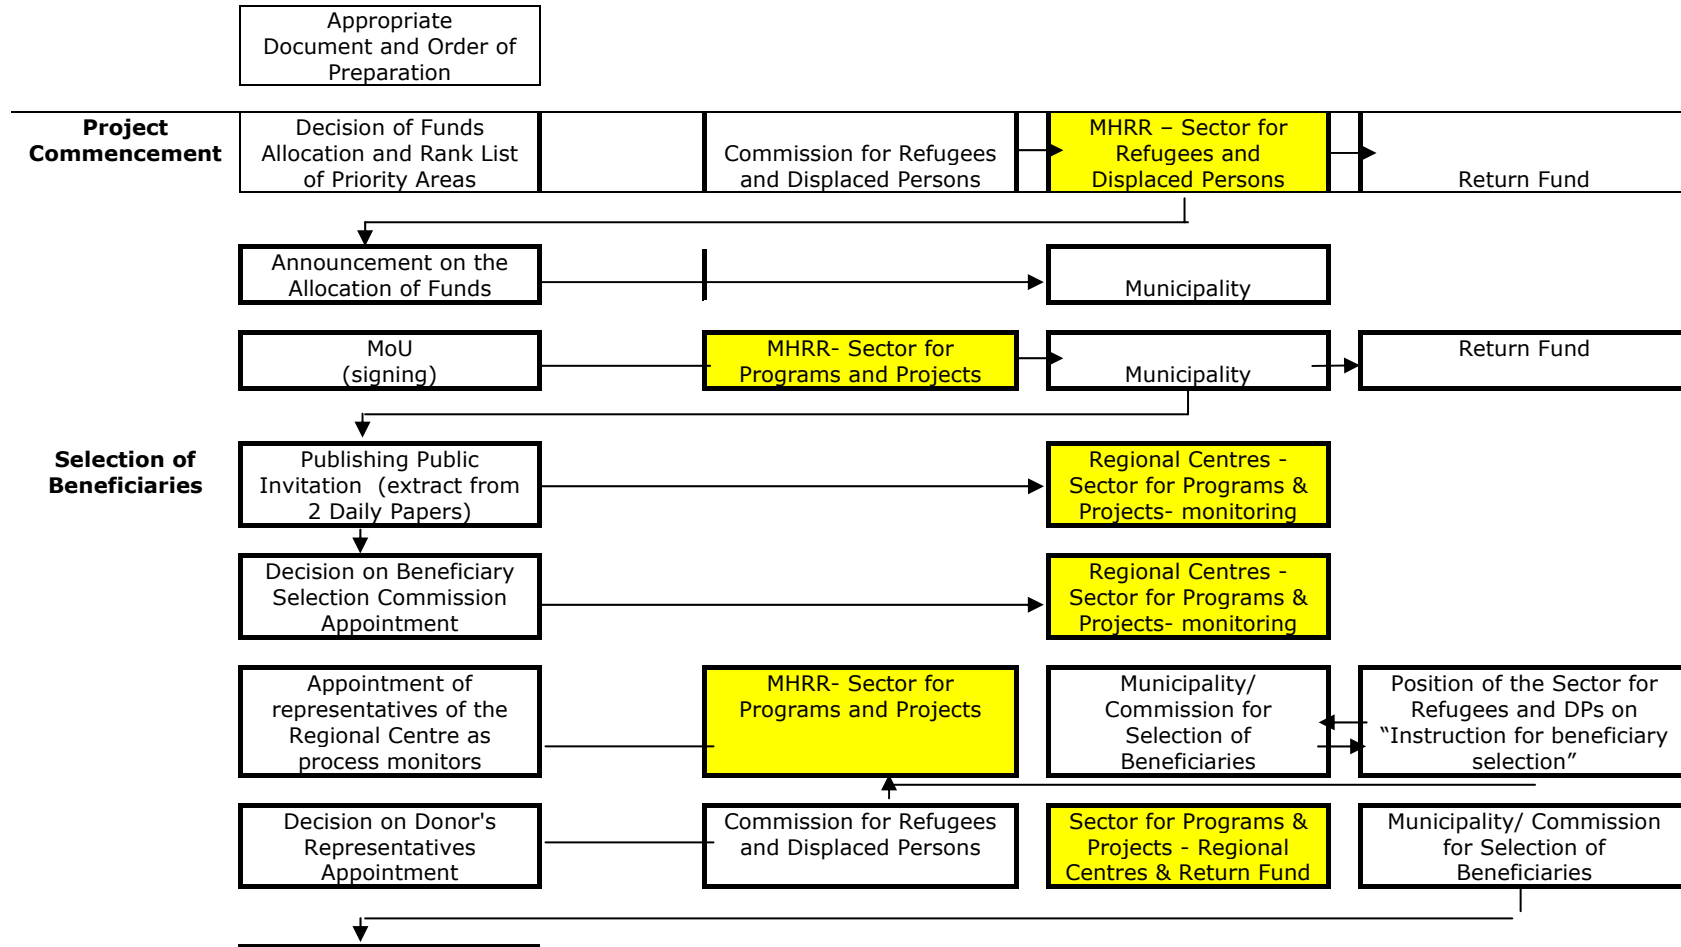 Appropriate
Document and Order of
Preparation
Project
Commencement
Decision of Funds
Allocation and Rank List
of Priority Areas
Commission for Refugees
and Displaced Persons
MHRR – Sector for
Refugees and
Displaced Persons
Return Fund
Announcement on the
Allocation of Funds
Municipality
MoU
(signing)
MHRR- Sector for
Programs and Projects
Municipality
Return Fund
Selection of
Beneficiaries
Publishing Public
Invitation (extract from
2 Daily Papers)
Regional Centres -
Sector for Programs &
Projects- monitoring
Decision on Beneficiary
Selection Commission
Appointment
Regional Centres -
Sector for Programs &
Projects- monitoring
Appointment of
representatives of the
Regional Centre as
process monitors
MHRR- Sector for
Programs and Projects
Municipality/
Commission for
Selection of
Beneficiaries
Position of the Sector for
Refugees and DPs on
“Instruction for beneficiary
selection”
Decision on Donor's
Representatives
Appointment
Commission for Refugees
and Displaced Persons
Sector for Programs &
Projects - Regional
Centres & Return Fund
Municipality/ Commission
for Selection of
Beneficiaries